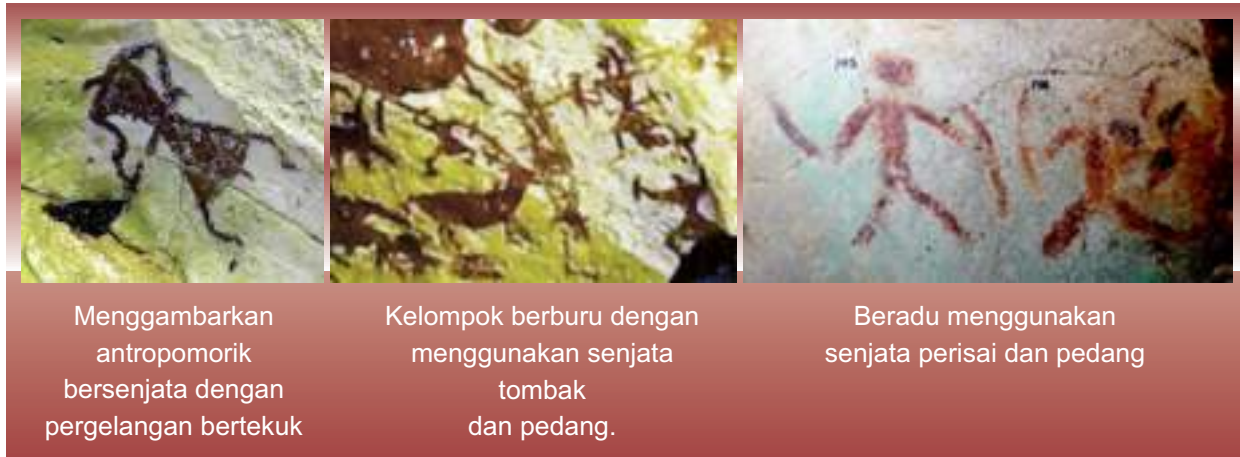 Menggambarkan
antropomorik
bersenjata dengan
pergelangan bertekuk
Kelompok berburu dengan
menggunakan senjata
tombak
dan pedang.
Beradu menggunakan
senjata perisai dan pedang